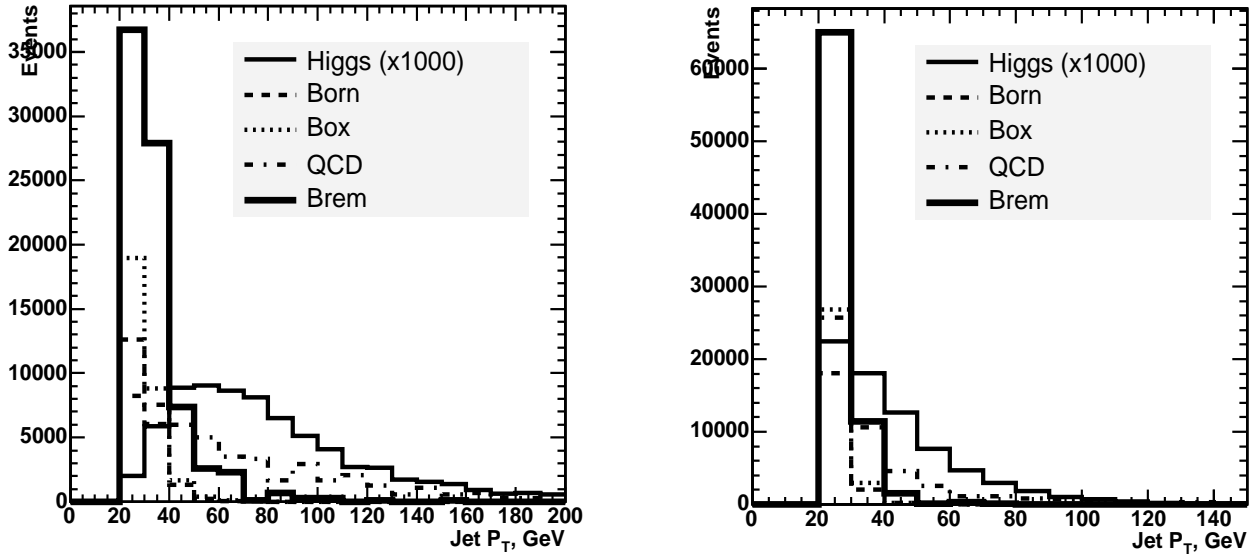 Events
35000
30000
25000
20000
15000
10000
5000
0
Higgs (x1000)
Born
Box
QCD
Brem
0 20 40 60 80 100 120 140 160 180 200
Jet P_T, GeV
Events
60000
50000
40000
30000
20000
10000
0
Higgs (x1000)
Born
Box
QCD
Brem
0 20 40 60 80 100 120 140
Jet P_T, GeV